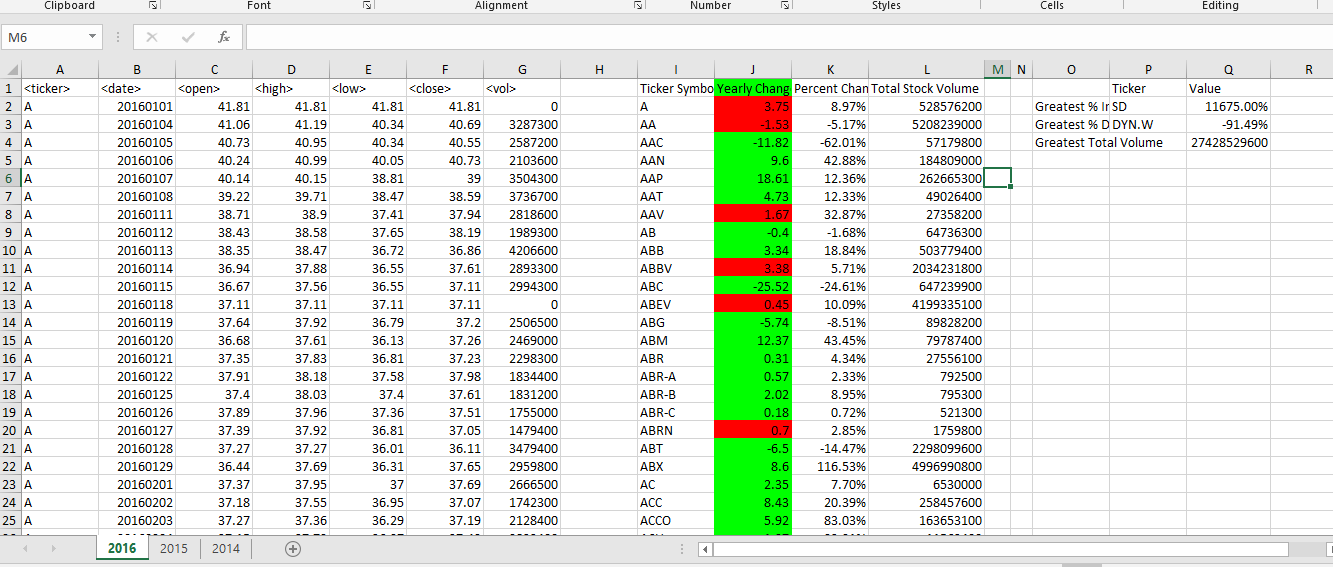 Clipboard Font Alignment Number Styles Cells Editing
M6 fx
A B C D E F G H I J K L M N O P Q R
1 <ticker> <date> <open> <high> <low> <close> <vol> Ticker Symbo Yearly Chang Percent Chan Total Stock Volume Ticker Value
2 A 20160101 41.81 41.81 41.81 41.81 0 A 3.75 8.97% 528576200 Greatest % Ir SD 11675.00%
3 A 20160104 41.06 41.19 40.34 40.69 3287300 AA -1.53 -5.17% 5208239000 Greatest % D DYN.W -91.49%
4 A 20160105 40.73 40.95 40.34 40.55 2587200 AAC -11.82 -62.01% 57179800 Greatest Total Volume 27428529600
5 A 20160106 40.24 40.99 40.05 40.73 2103600 AAN 9.6 42.88% 184809000
6 A 20160107 40.14 40.15 38.81 39 3504300 AAP 18.61 12.36% 262665300
7 A 20160108 39.22 39.71 38.47 38.59 3736700 AAT 4.73 12.33% 49026400
8 A 20160111 38.71 38.9 37.41 37.94 2818600 AAV 1.67 32.87% 27358200
9 A 20160112 38.43 38.58 37.65 38.19 1989300 AB -0.4 -1.68% 64736300
10 A 20160113 38.35 38.47 36.72 36.86 4206600 ABB 3.34 18.84% 503779400
11 A 20160114 36.94 37.88 36.55 37.61 2893300 ABBV 3.38 5.71% 2034231800
12 A 20160115 36.67 37.56 36.55 37.11 2994300 ABC -25.52 -24.61% 647239900
13 A 20160118 37.11 37.11 37.11 37.11 0 ABEV 0.45 10.09% 4199335100
14 A 20160119 37.64 37.92 36.79 37.2 2506500 ABG -5.74 -8.51% 89828200
15 A 20160120 36.68 37.61 36.13 37.26 2469000 ABM 12.37 43.45% 79787400
16 A 20160121 37.35 37.83 36.81 37.23 2298300 ABR 0.31 4.34% 27556100
17 A 20160122 37.91 38.18 37.58 37.98 1834400 ABR-A 0.57 2.33% 792500
18 A 20160125 37.4 38.03 37.4 37.61 1831200 ABR-B 2.02 8.95% 795300
19 A 20160126 37.89 37.96 37.36 37.51 1755000 ABR-C 0.18 0.72% 521300
20 A 20160127 37.39 37.92 36.81 37.05 1479400 ABRN 0.7 2.85% 1759800
21 A 20160128 37.27 37.27 36.01 36.11 3479400 ABT -6.5 -14.47% 2298099600
22 A 20160129 36.44 37.69 36.31 37.65 2959800 ABX 8.6 116.53% 4996990800
23 A 20160201 37.37 37.95 37 37.69 2666500 AC 2.35 7.70% 6530000
24 A 20160202 37.18 37.55 36.95 37.07 1742300 ACC 8.43 20.39% 258457600
25 A 20160203 37.27 37.36 36.29 37.19 2128400 ACCO 5.92 83.03% 163653100
2016 2015 2014